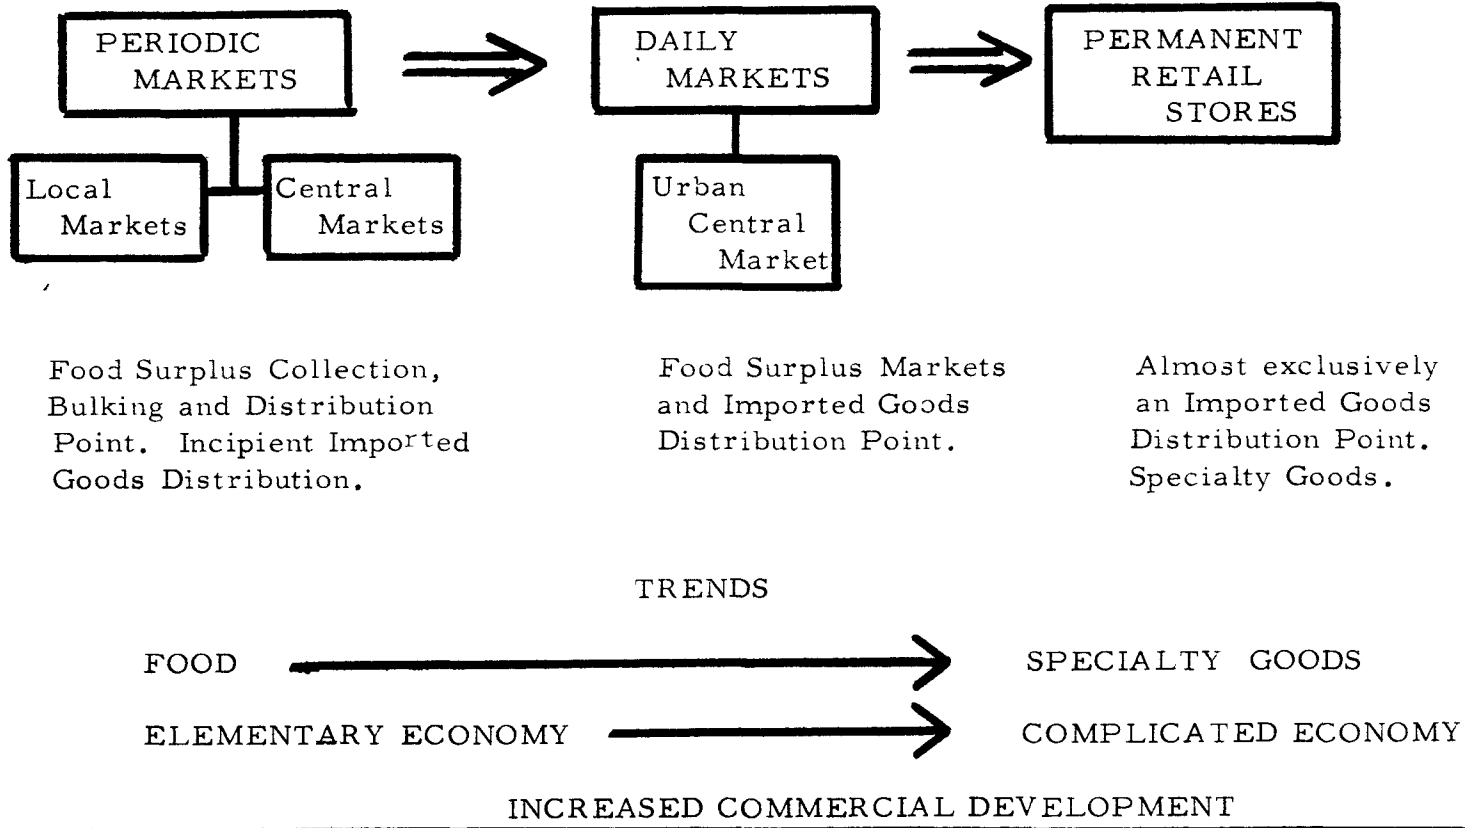 PERIODIC
MARKETS
DAILY
MARKETS
PERMANENT
RETAIL
STORES
Local
Markets
Central
Markets
Urban
Central
Market
Food Surplus Collection,
Bulking and Distribution
Point. Incipient Imported
Goods Distribution.
Food Surplus Markets
and Imported Goods
Distribution Point.
Almost exclusively
an Imported Goods
Distribution Point.
Specialty Goods.
TRENDS
FOOD
SPECIALTY GOODS
ELEMENTARY ECONOMY
COMPLICATED ECONOMY
INCREASED COMMERCIAL DEVELOPMENT